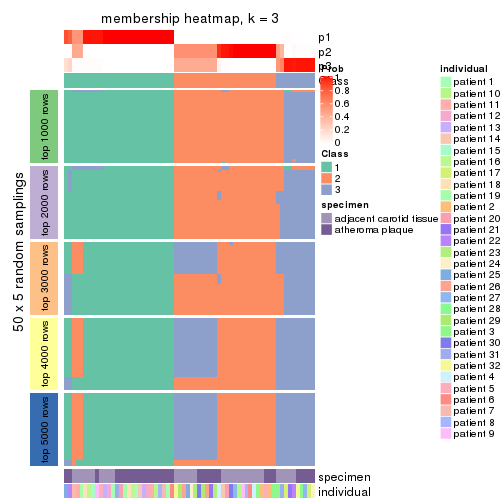 membership heatmap, k = 3
p1
p2
p3
Prob
1
0.8
0.6
0.4
0.2
0
Class
Class
1
2
3
specimen
adjacent carotid tissue
atheroma plaque
individual
patient 1
patient 10
patient 11
patient 12
patient 13
patient 14
patient 15
patient 16
patient 17
patient 18
patient 19
patient 2
patient 20
patient 21
patient 22
patient 23
patient 24
patient 25
patient 26
patient 27
patient 28
patient 29
patient 3
patient 30
patient 31
patient 32
patient 4
patient 5
patient 6
patient 7
patient 8
patient 9
50 x 5 random samplings
top 1000 rows
top 2000 rows
top 3000 rows
top 4000 rows
top 5000 rows
specimen
individual